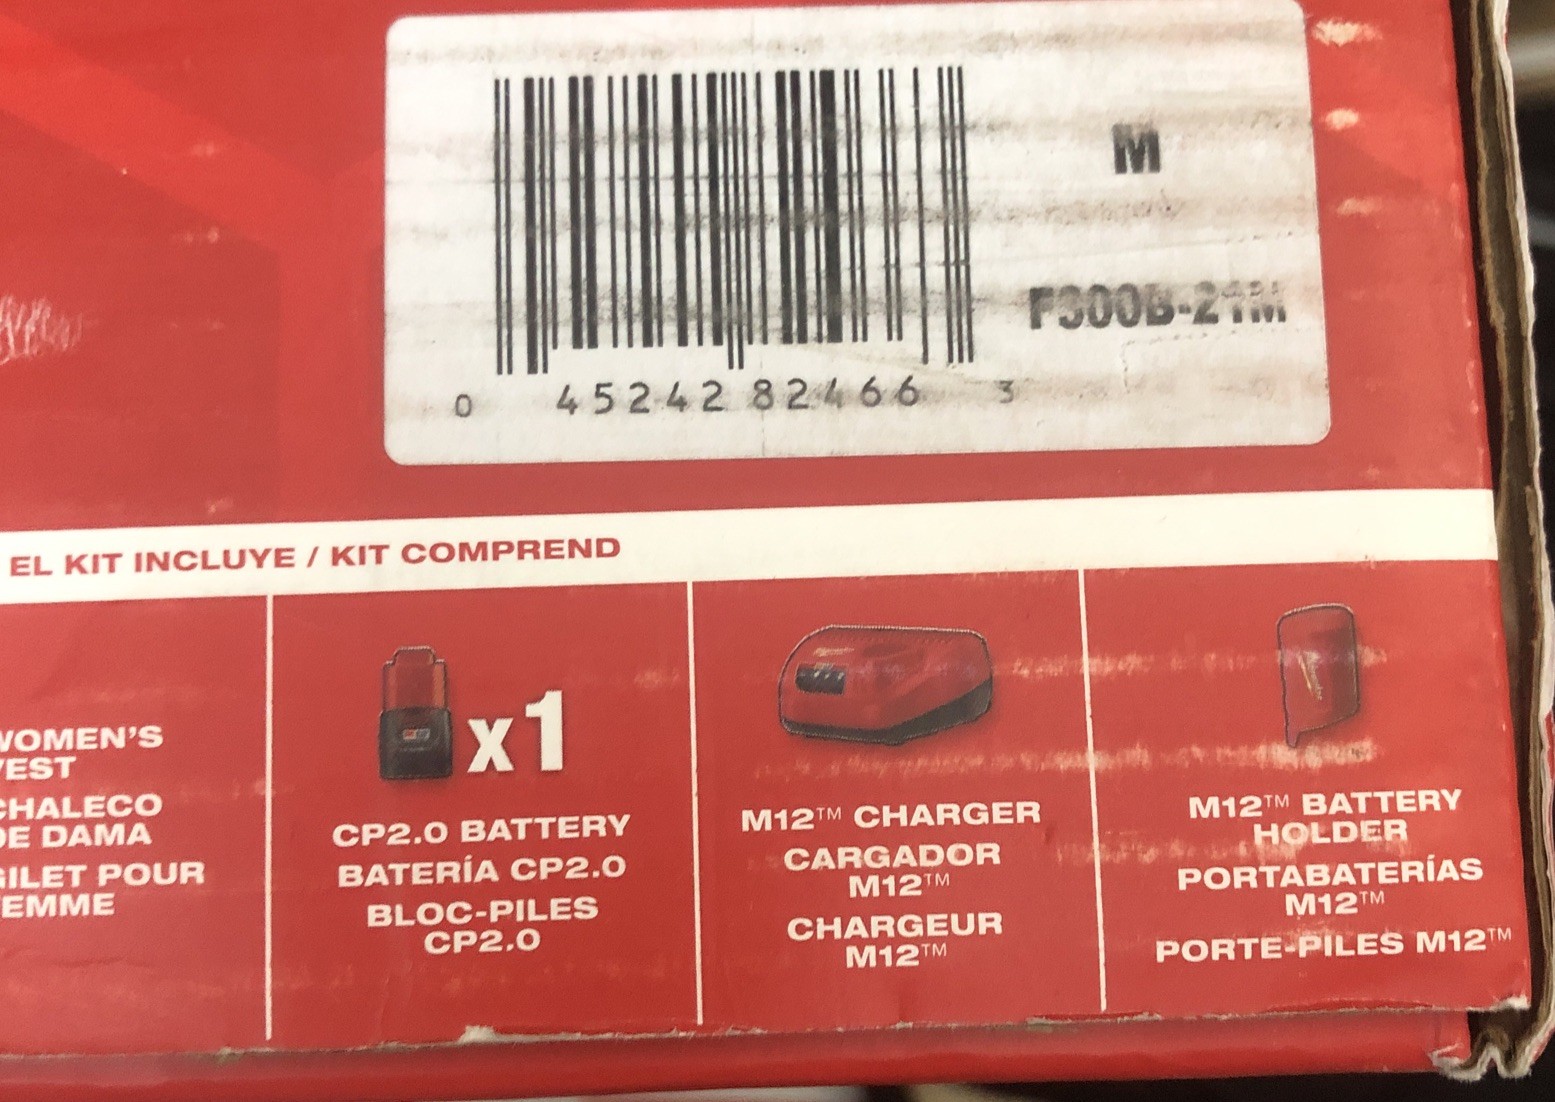 M
F300B-21M
0 45242 82466 3
EL KIT INCLUYE / KIT COMPREND
WOMEN'S
VEST
CHALECO
DE DAMA
GILET POUR
FEMME
x1
CP2.0 BATTERY
BATERÍA CP2.0
BLOC-PILES
CP2.0
M12™ CHARGER
CARGADOR
M12™
CHARGEUR
M12™
M12™ BATTERY
HOLDER
PORTABATERÍAS
M12™
PORTE-PILES M12™